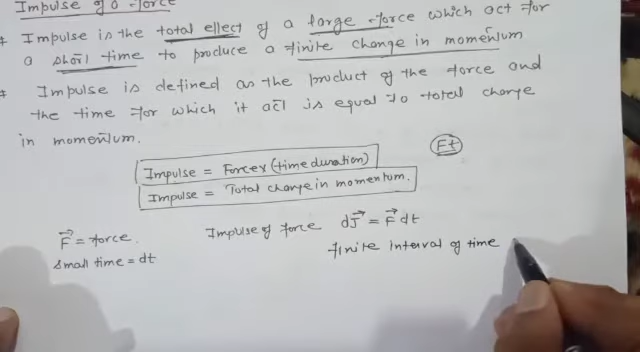 Impulse of a force
* Impulse is the total effect of a large force which act for
a short time to produce a finite change in momentum
* Impulse is defined as the product of the force and
the time for which it act is equal to total change
in momentum.
Ft
Impulse = Force x (time duration)
Impulse = Total change in momentum.
F⃗ = force. Impulse of force dJ⃗ = F⃗ dt
small time = dt finite interval of time